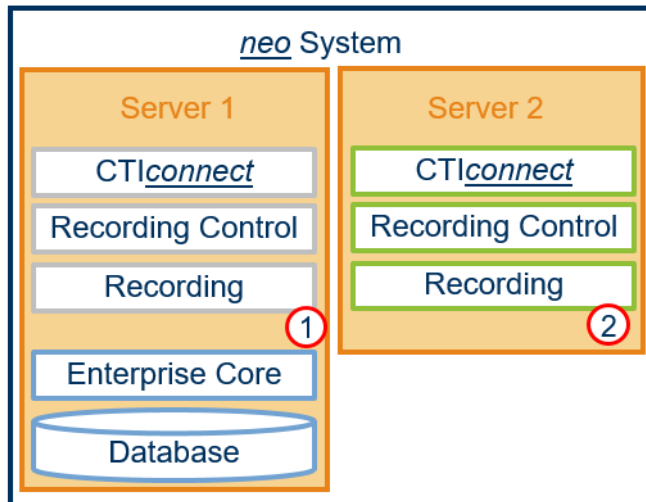 neo System
Server 1
CTIconnect
Recording Control
Recording
1
Enterprise Core
Database
Server 2
CTIconnect
Recording Control
Recording
2